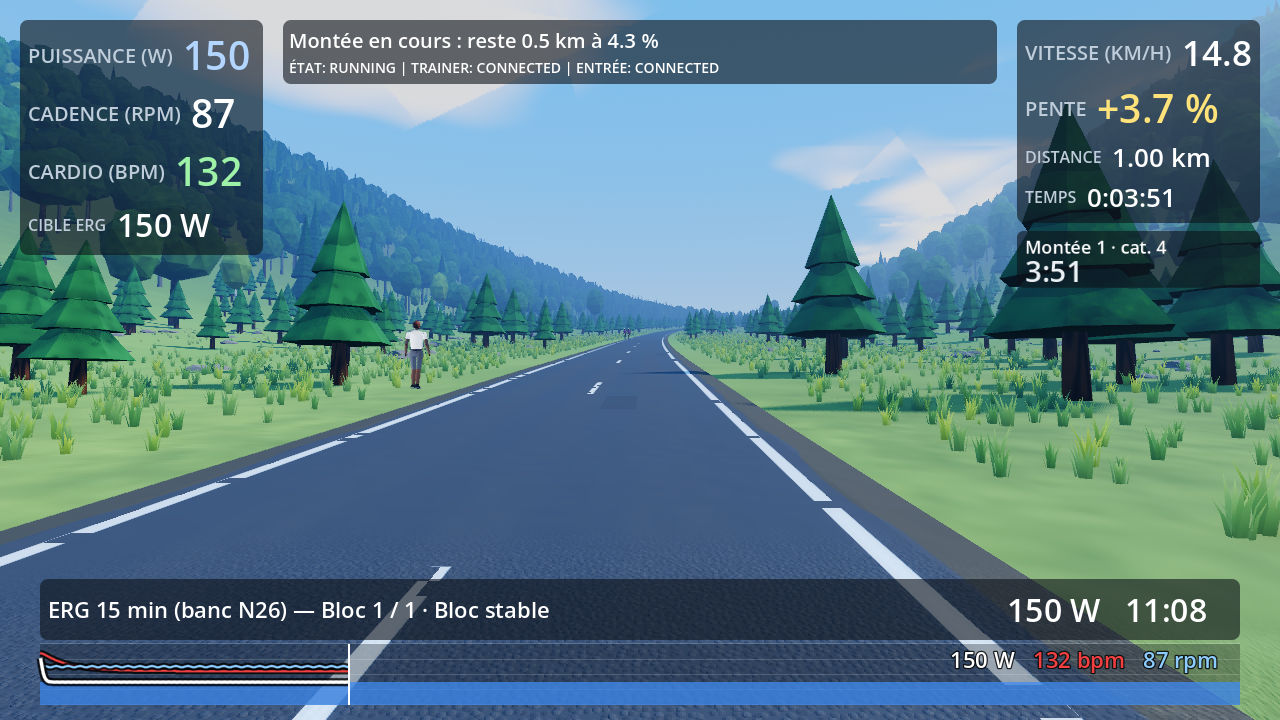 PUISSANCE (W) 150
CADENCE (RPM) 87
CARDIO (BPM) 132
CIBLE ERG 150 W
Montée en cours : reste 0.5 km à 4.3 %
ÉTAT: RUNNING | TRAINER: CONNECTED | ENTRÉE: CONNECTED
VITESSE (KM/H) 14.8
PENTE +3.7 %
DISTANCE 1.00 km
TEMPS 0:03:51
Montée 1 · cat. 4
3:51
ERG 15 min (banc N26) — Bloc 1 / 1 · Bloc stable 150 W 11:08
150 W 132 bpm 87 rpm